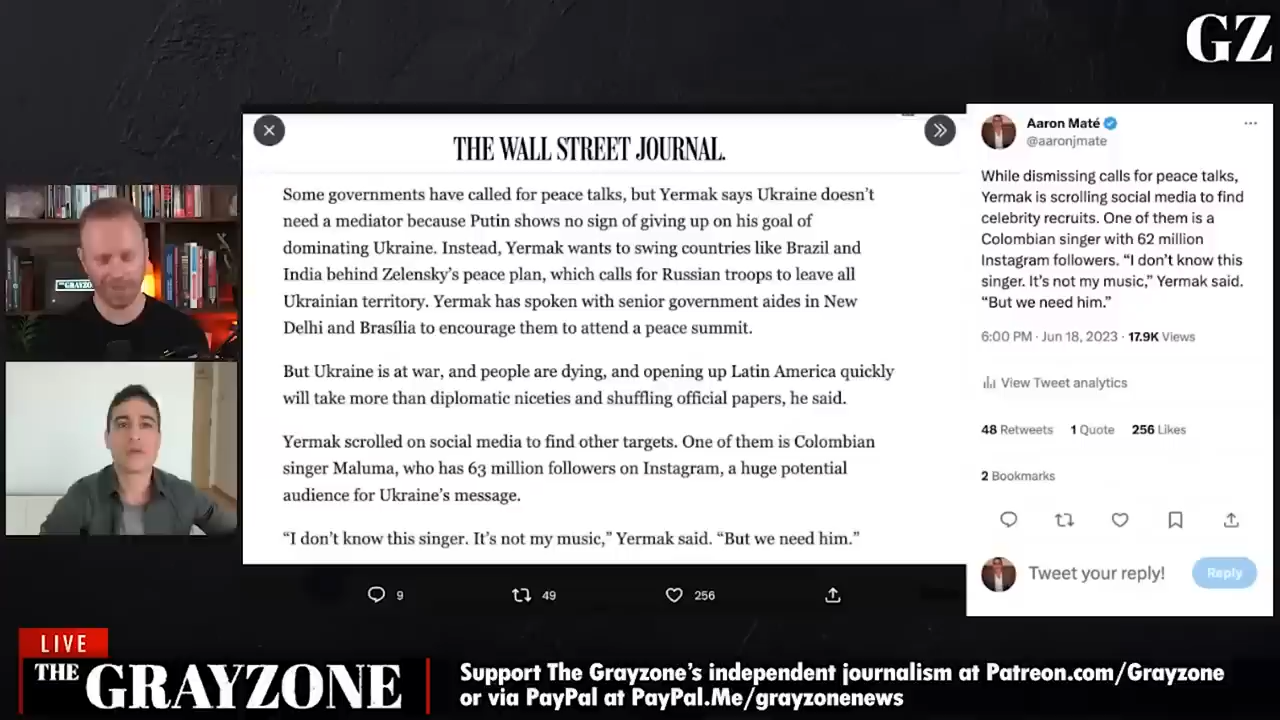 GZ
THE WALL STREET JOURNAL.
Some governments have called for peace talks, but Yermak says Ukraine doesn’t
need a mediator because Putin shows no sign of giving up on his goal of
dominating Ukraine. Instead, Yermak wants to swing countries like Brazil and
India behind Zelensky’s peace plan, which calls for Russian troops to leave all
Ukrainian territory. Yermak has spoken with senior government aides in New
Delhi and Brasília to encourage them to attend a peace summit.
But Ukraine is at war, and people are dying, and opening up Latin America quickly
will take more than diplomatic niceties and shuffling official papers, he said.
Yermak scrolled on social media to find other targets. One of them is Colombian
singer Maluma, who has 63 million followers on Instagram, a huge potential
audience for Ukraine’s message.
“I don’t know this singer. It’s not my music,” Yermak said. “But we need him.”
9 49 256
Aaron Maté
@aaronjmate
While dismissing calls for peace talks,
Yermak is scrolling social media to find
celebrity recruits. One of them is a
Colombian singer with 62 million
Instagram followers. “I don’t know this
singer. It’s not my music,” Yermak said.
“But we need him.”
6:00 PM · Jun 18, 2023 · 17.9K Views
View Tweet analytics
48 Retweets 1 Quote 256 Likes
2 Bookmarks
Tweet your reply!
Reply
LIVE
THE GRAYZONE
Support The Grayzone’s independent journalism at Patreon.com/Grayzone
or via PayPal at PayPal.Me/grayzonenews